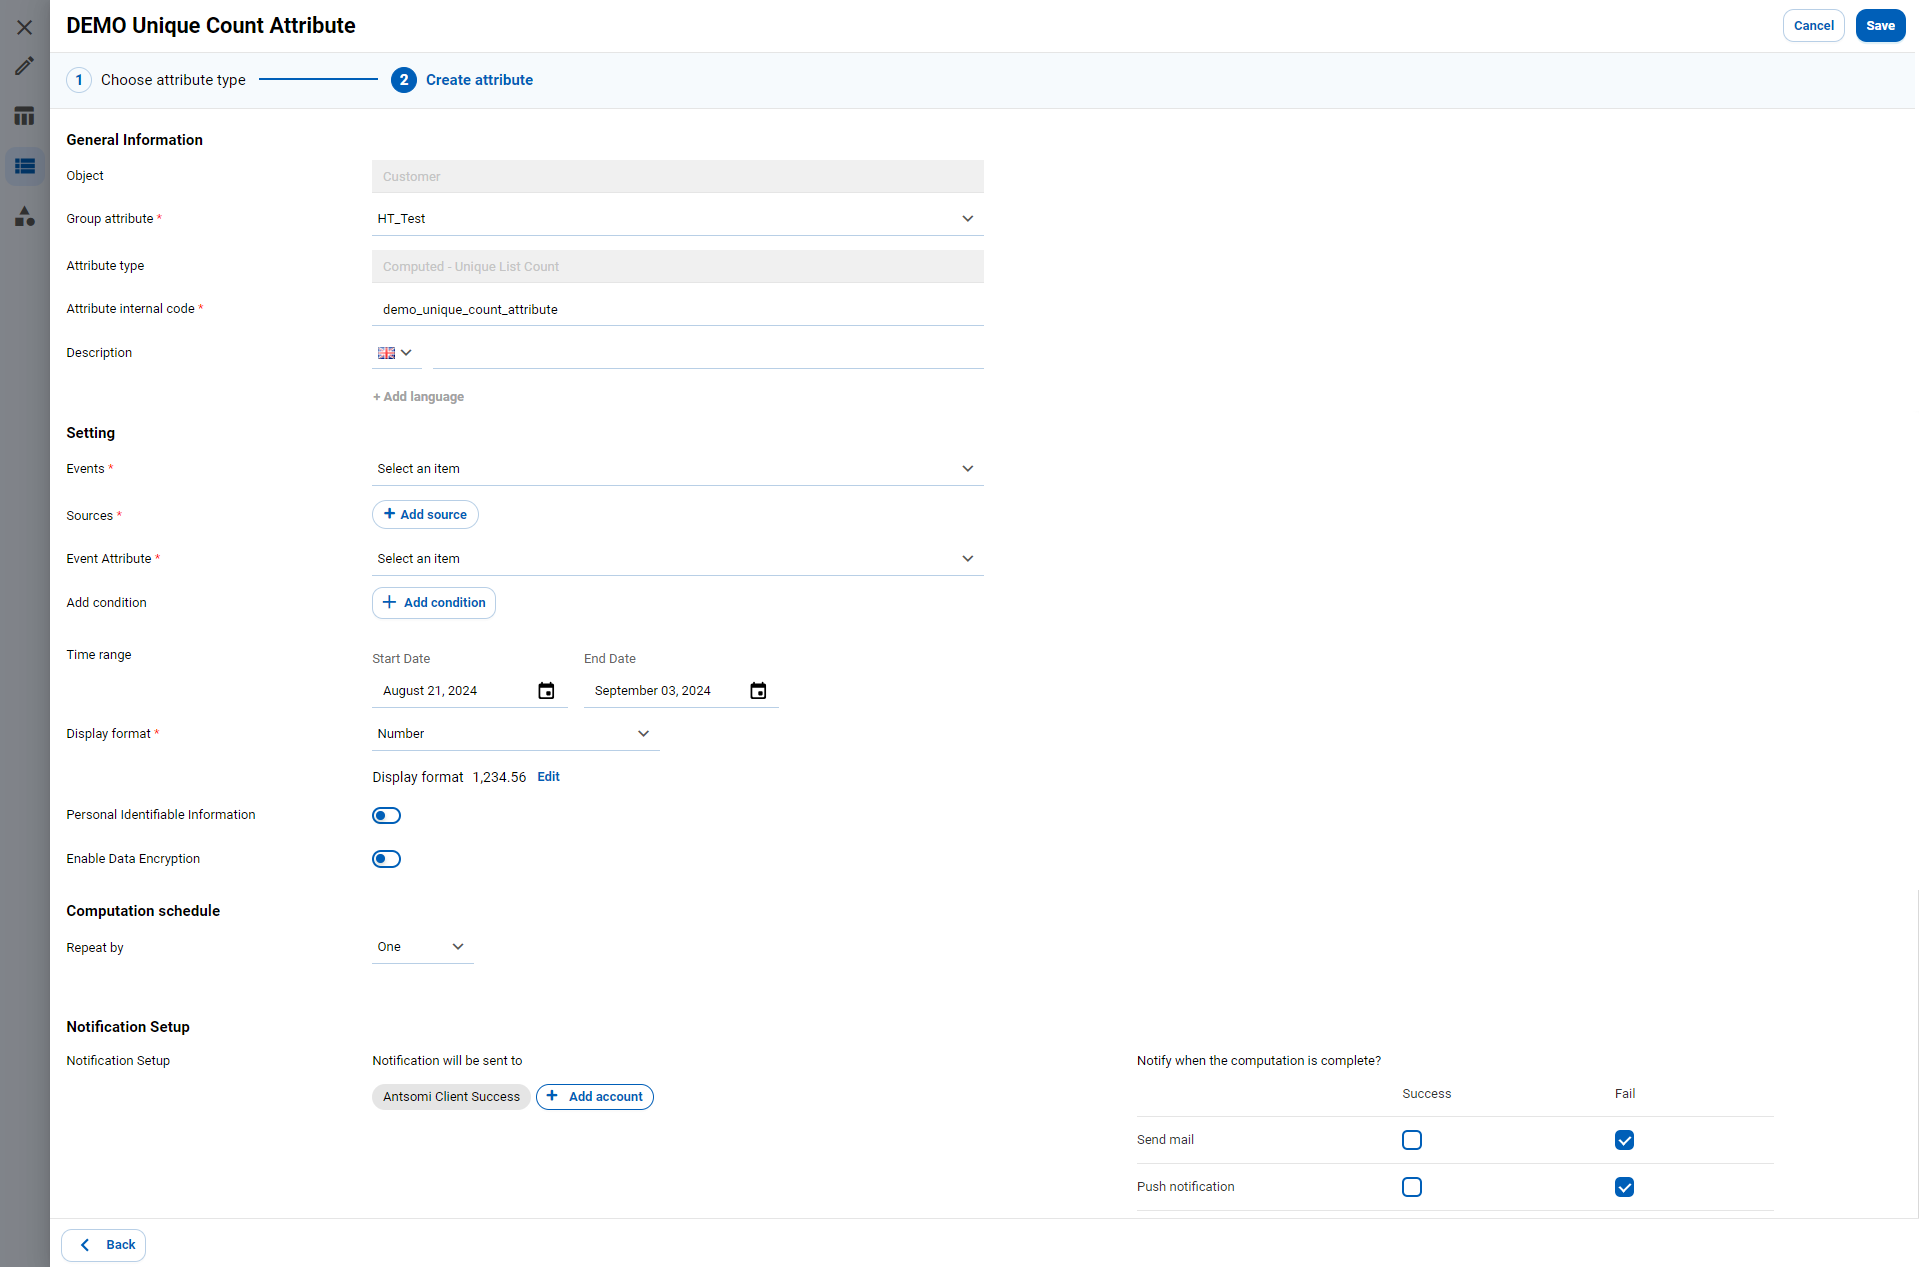 DEMO Unique Count Attribute
Cancel
Save
1 Choose attribute type
2 Create attribute
General Information
Object
Customer
Group attribute *
HT_Test
Attribute type
Computed - Unique List Count
Attribute internal code *
demo_unique_count_attribute
Description
+ Add language
Setting
Events *
Select an item
Sources *
+ Add source
Event Attribute *
Select an item
Add condition
+ Add condition
Time range
Start Date
End Date
August 21, 2024
September 03, 2024
Display format *
Number
Display format 1,234.56 Edit
Personal Identifiable Information
Enable Data Encryption
Computation schedule
Repeat by
One
Notification Setup
Notification Setup
Notification will be sent to
Antsomi Client Success
+ Add account
Notify when the computation is complete?
Success
Fail
Send mail
Push notification
Back